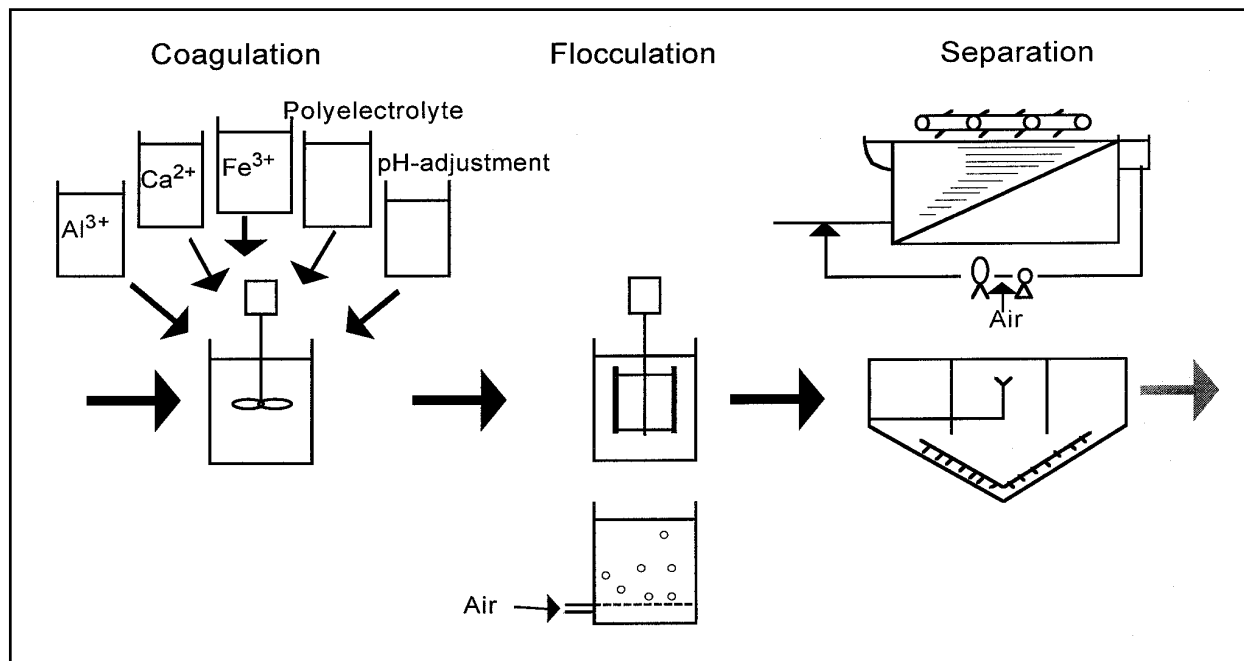 Coagulation
Flocculation
Separation
Polyelectrolyte
pH-adjustment
Al³⁺
Ca²⁺
Fe³⁺
Air
Air